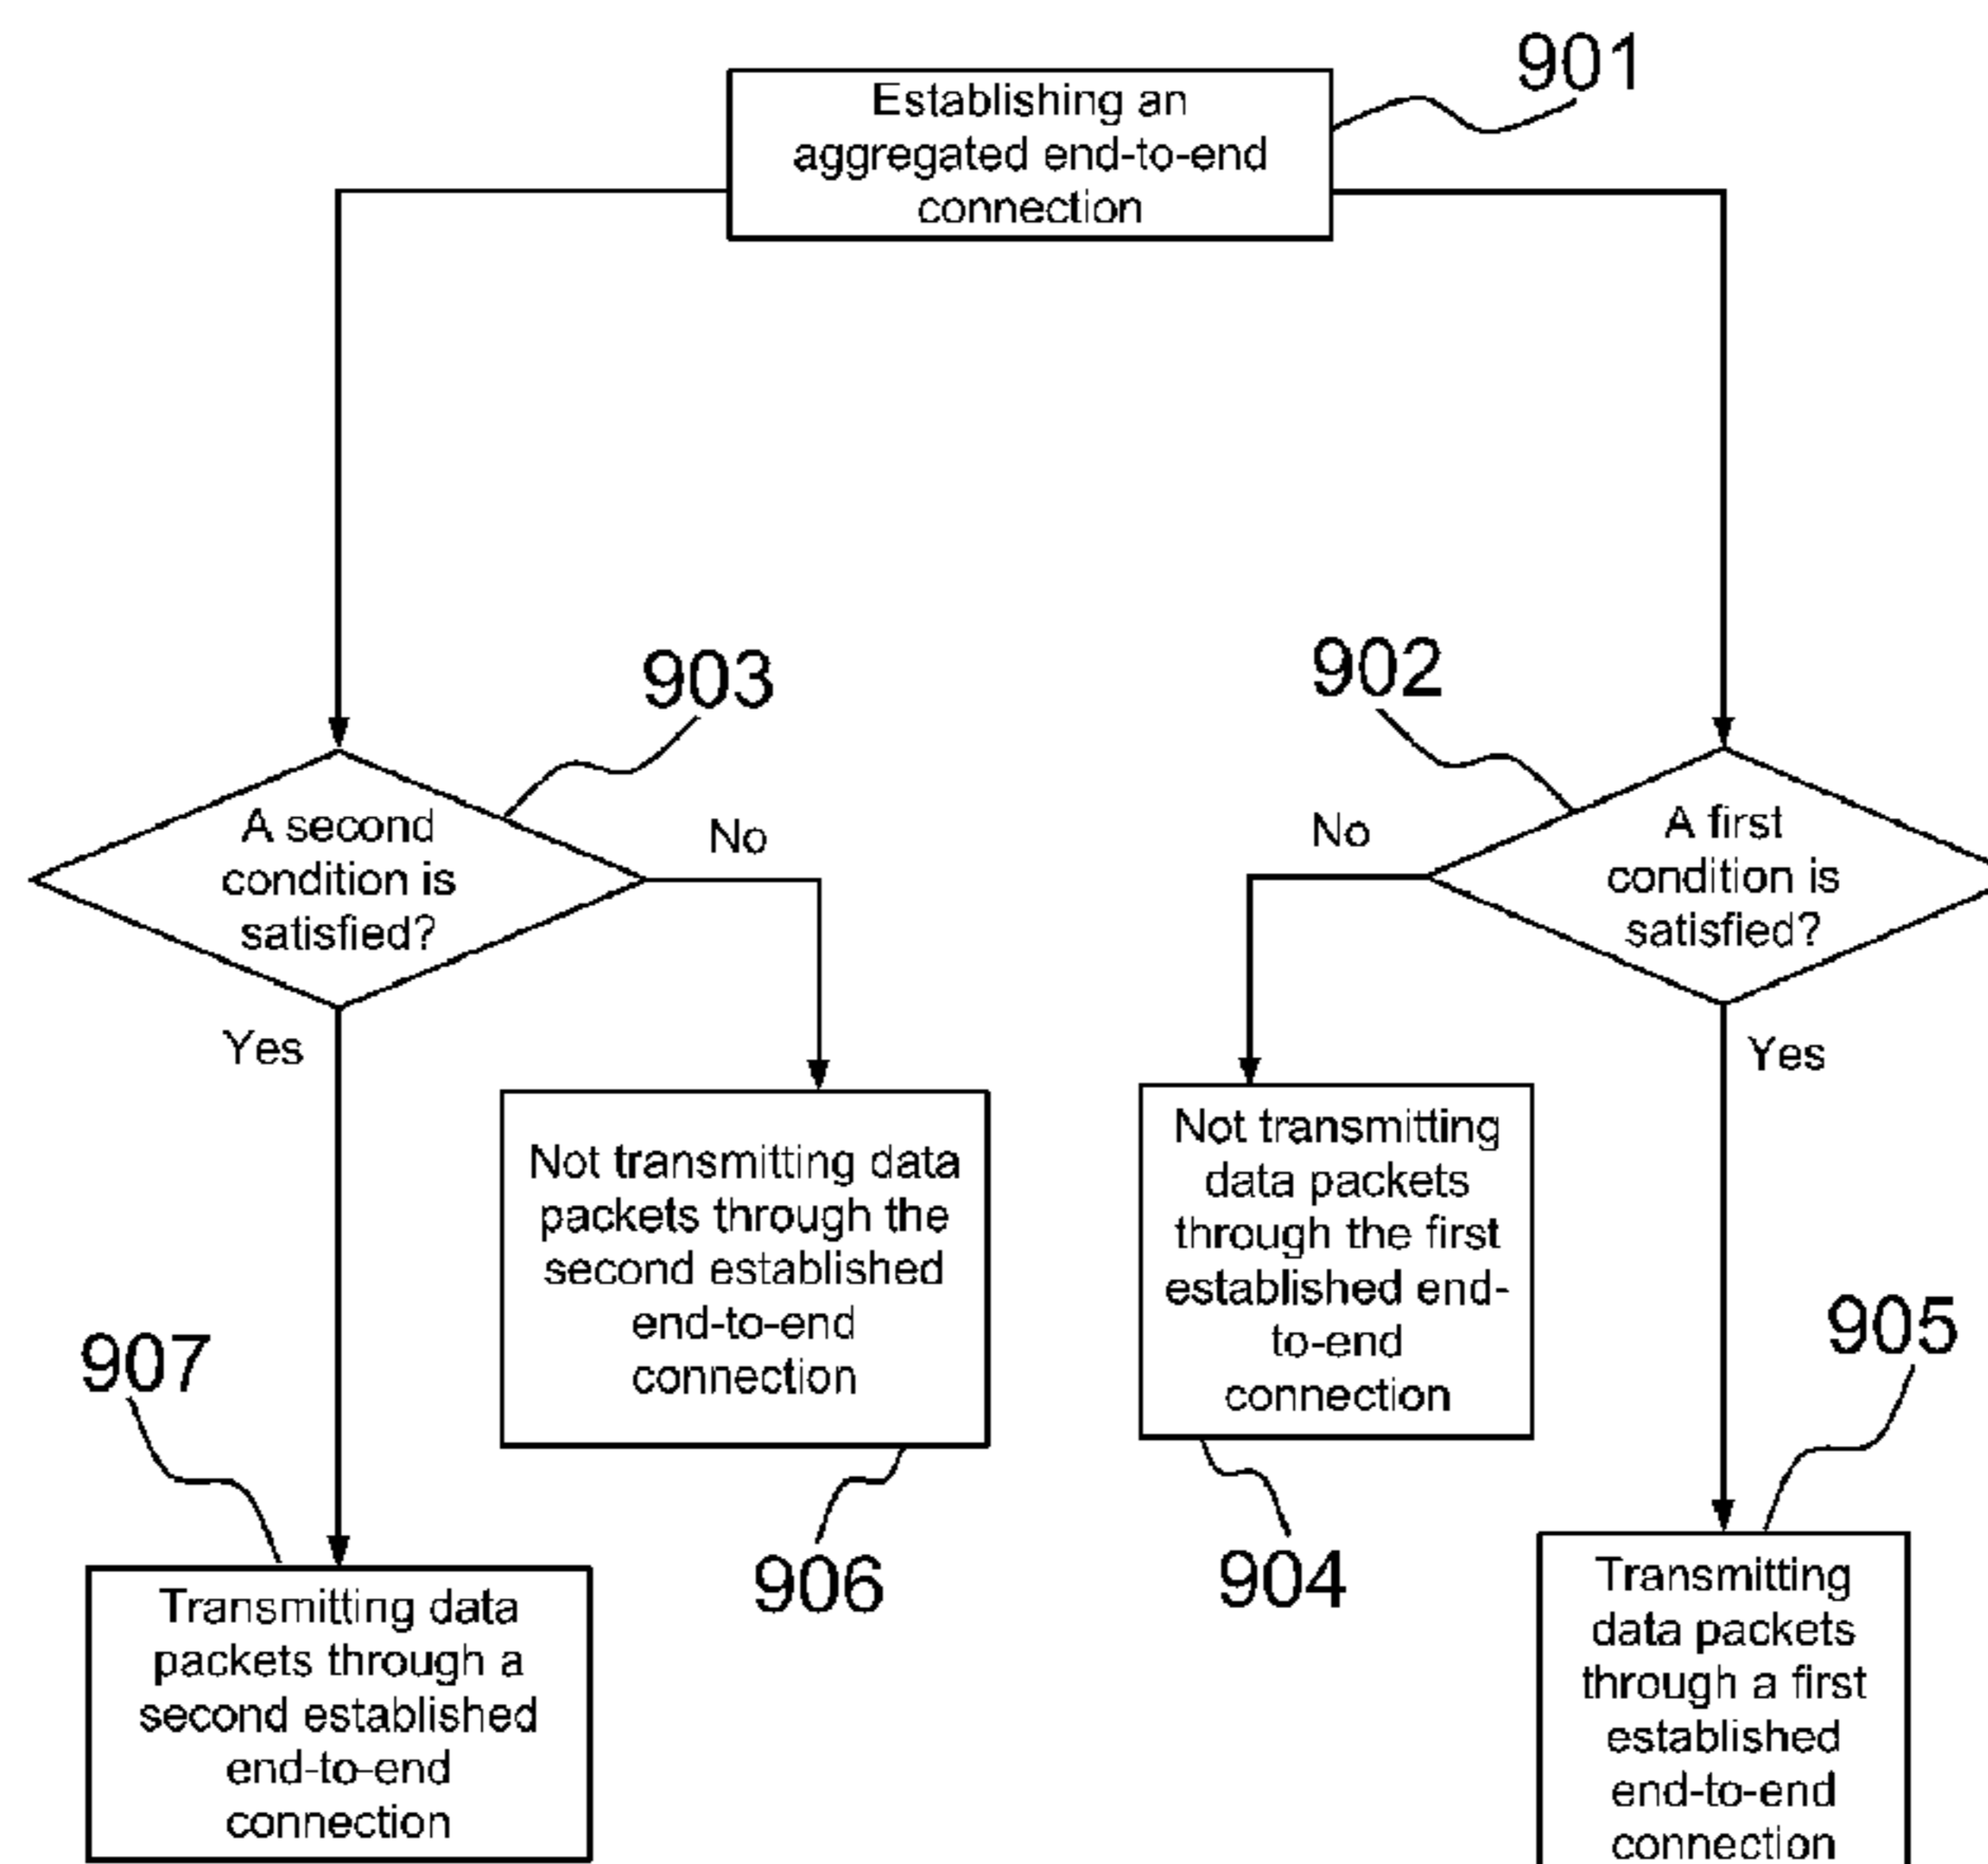 901
Establishing an
aggregated end-to-end
connection
903
902
A second
condition is
satisfied?
No
No
A first
condition is
satisfied?
Yes
Yes
Not transmitting data
packets through the
second established
end-to-end
connection
Not transmitting
data packets
through the first
established end-
to-end
connection
907
905
906
904
Transmitting data
packets through a
second established
end-to-end
connection
Transmitting
data packets
through a first
established
end-to-end
connection